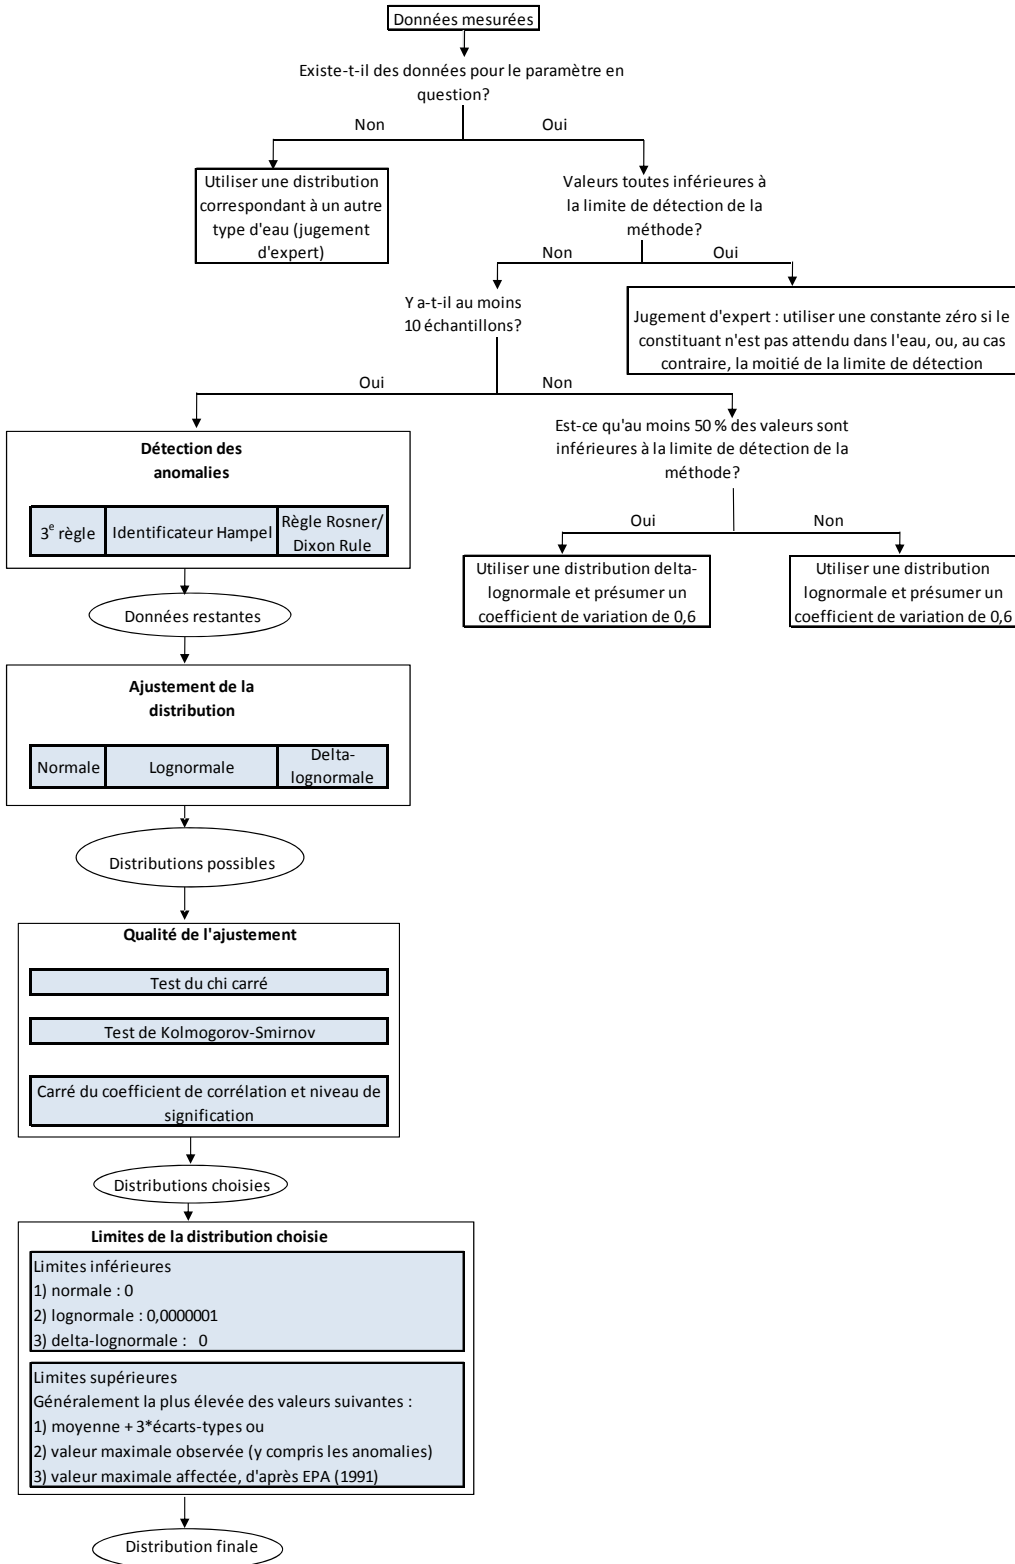 Données mesurées
Existe-t-il des données pour le paramètre en
question?
Non
Oui
Utiliser une distribution
correspondant à un autre
type d'eau (jugement
d'expert)
Valeurs toutes inférieures à
la limite de détection de la
méthode?
Non
Oui
Y a-t-il au moins
10 échantillons?
Jugement d'expert : utiliser une constante zéro si le
constituant n'est pas attendu dans l'eau, ou, au cas
contraire, la moitié de la limite de détection
Oui
Non
Détection des
anomalies
3e règle
Identificateur Hampel
Règle Rosner/
Dixon Rule
Est-ce qu'au moins 50 % des valeurs sont
inférieures à la limite de détection de la
méthode?
Oui
Non
Utiliser une distribution delta-
lognormale et présumer un
coefficient de variation de 0,6
Utiliser une distribution
lognormale et présumer un
coefficient de variation de 0,6
Données restantes
Ajustement de la
distribution
Normale
Lognormale
Delta-
lognormale
Distributions possibles
Qualité de l'ajustement
Test du chi carré
Test de Kolmogorov-Smirnov
Carré du coefficient de corrélation et niveau de
signification
Distributions choisies
Limites de la distribution choisie
Limites inférieures
1) normale : 0
2) lognormale : 0,0000001
3) delta-lognormale : 0
Limites supérieures
Généralement la plus élevée des valeurs suivantes :
1) moyenne + 3*écarts-types ou
2) valeur maximale observée (y compris les anomalies)
3) valeur maximale affectée, d'après EPA (1991)
Distribution finale